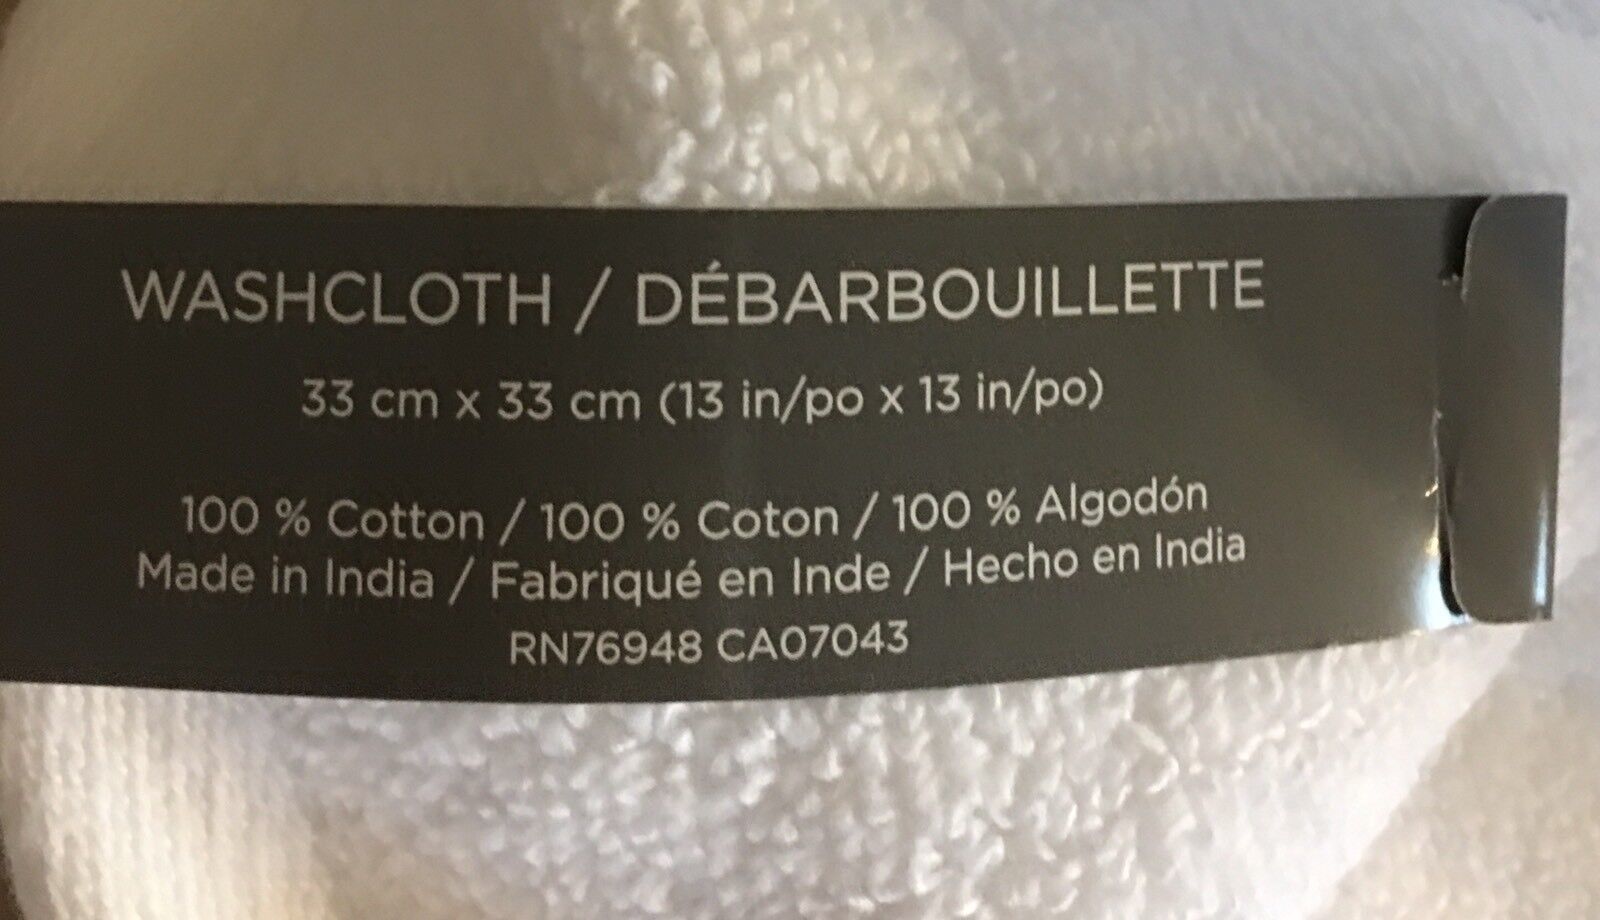 WASHCLOTH / DÉBARBOUILLETTE
33 cm x 33 cm (13 in/po x 13 in/po)
100 % Cotton / 100 % Coton / 100 % Algodón
Made in India / Fabriqué en Inde / Hecho en India
RN76948 CA07043